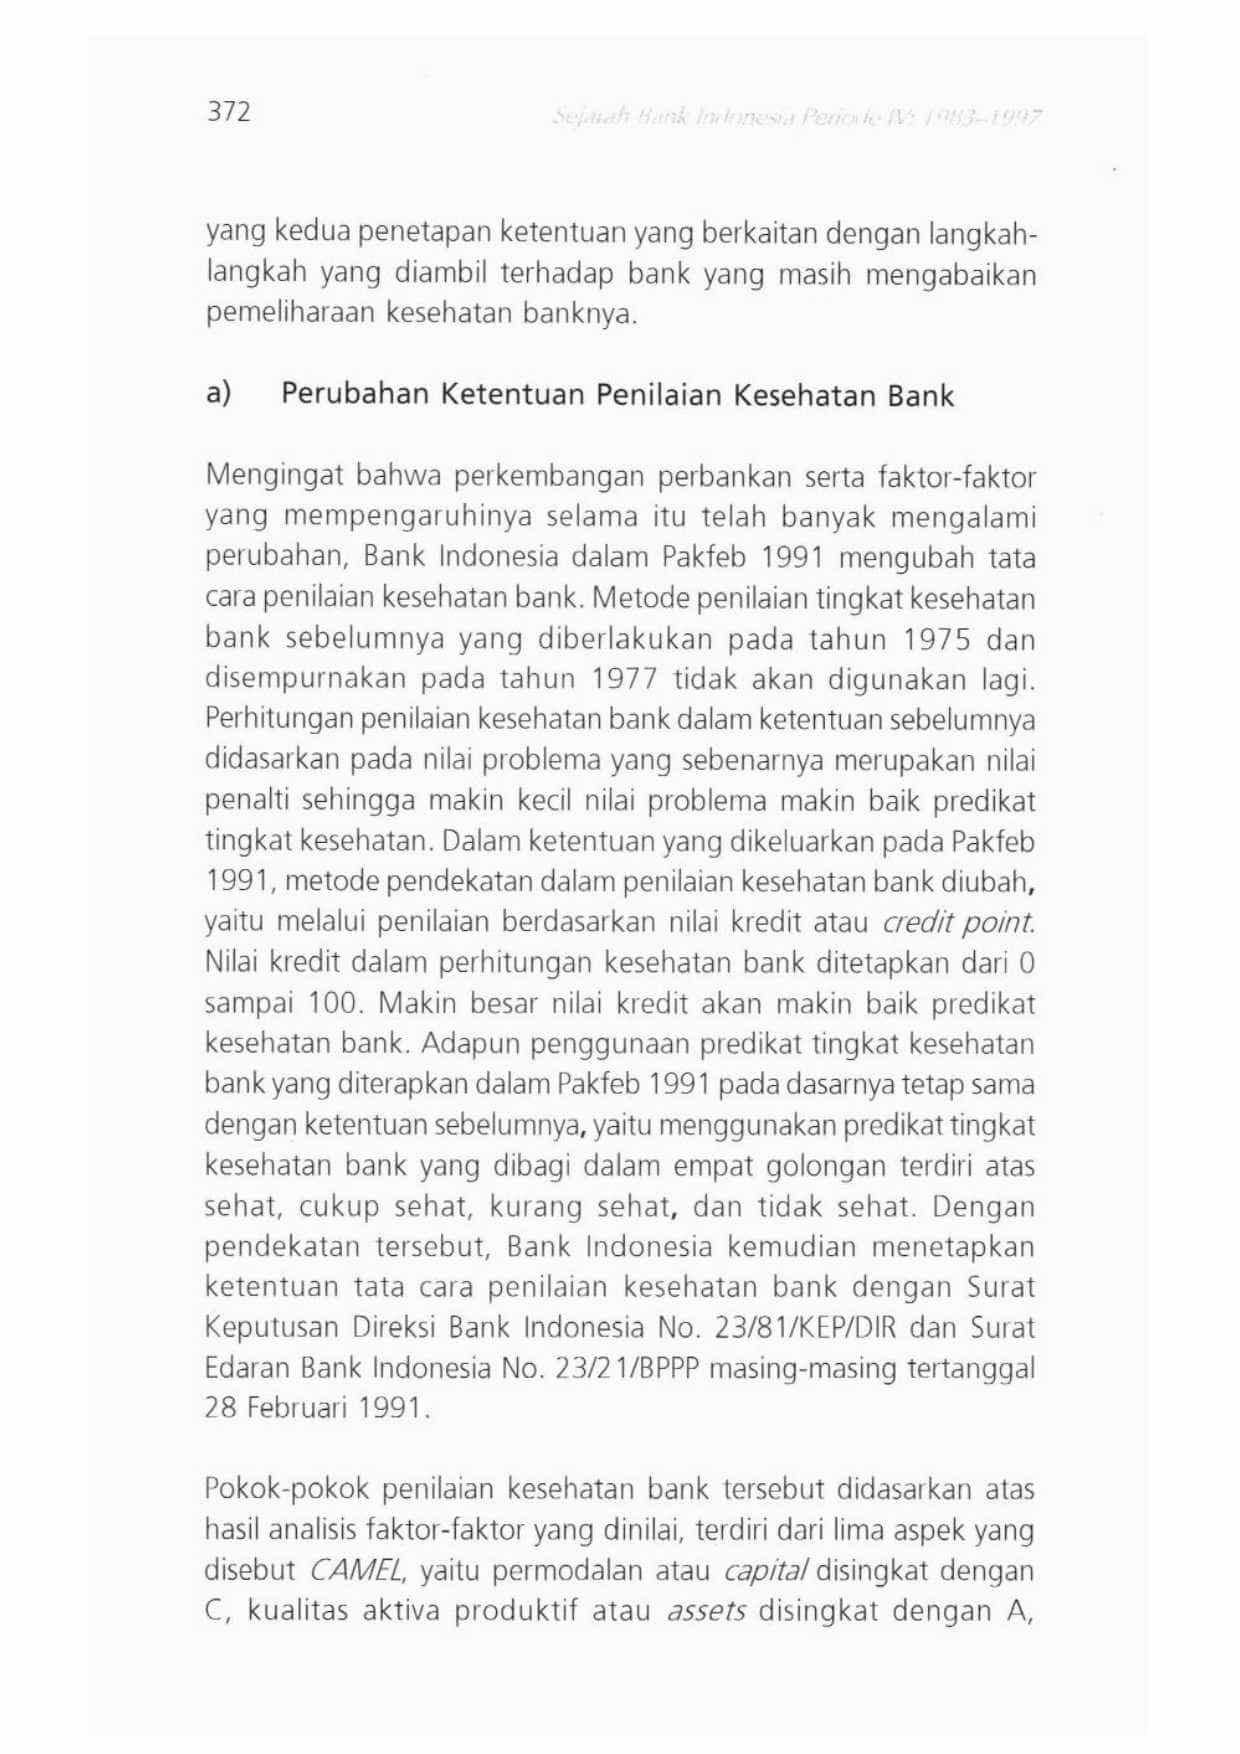 372
Sejarah Bank Indonesia Periode IV: 1983–1997
yang kedua penetapan ketentuan yang berkaitan dengan langkah-
langkah yang diambil terhadap bank yang masih mengabaikan
pemeliharaan kesehatan banknya.
a) Perubahan Ketentuan Penilaian Kesehatan Bank
Mengingat bahwa perkembangan perbankan serta faktor-faktor
yang mempengaruhinya selama itu telah banyak mengalami
perubahan, Bank Indonesia dalam Pakfeb 1991 mengubah tata
cara penilaian kesehatan bank. Metode penilaian tingkat kesehatan
bank sebelumnya yang diberlakukan pada tahun 1975 dan
disempurnakan pada tahun 1977 tidak akan digunakan lagi.
Perhitungan penilaian kesehatan bank dalam ketentuan sebelumnya
didasarkan pada nilai problema yang sebenarnya merupakan nilai
penalti sehingga makin kecil nilai problema makin baik predikat
tingkat kesehatan. Dalam ketentuan yang dikeluarkan pada Pakfeb
1991, metode pendekatan dalam penilaian kesehatan bank diubah,
yaitu melalui penilaian berdasarkan nilai kredit atau credit point.
Nilai kredit dalam perhitungan kesehatan bank ditetapkan dari 0
sampai 100. Makin besar nilai kredit akan makin baik predikat
kesehatan bank. Adapun penggunaan predikat tingkat kesehatan
bank yang diterapkan dalam Pakfeb 1991 pada dasarnya tetap sama
dengan ketentuan sebelumnya, yaitu menggunakan predikat tingkat
kesehatan bank yang dibagi dalam empat golongan terdiri atas
sehat, cukup sehat, kurang sehat, dan tidak sehat. Dengan
pendekatan tersebut, Bank Indonesia kemudian menetapkan
ketentuan tata cara penilaian kesehatan bank dengan Surat
Keputusan Direksi Bank Indonesia No. 23/81/KEP/DIR dan Surat
Edaran Bank Indonesia No. 23/21/BPPP masing-masing tertanggal
28 Februari 1991.
Pokok-pokok penilaian kesehatan bank tersebut didasarkan atas
hasil analisis faktor-faktor yang dinilai, terdiri dari lima aspek yang
disebut CAMEL, yaitu permodalan atau capital disingkat dengan
C, kualitas aktiva produktif atau assets disingkat dengan A,